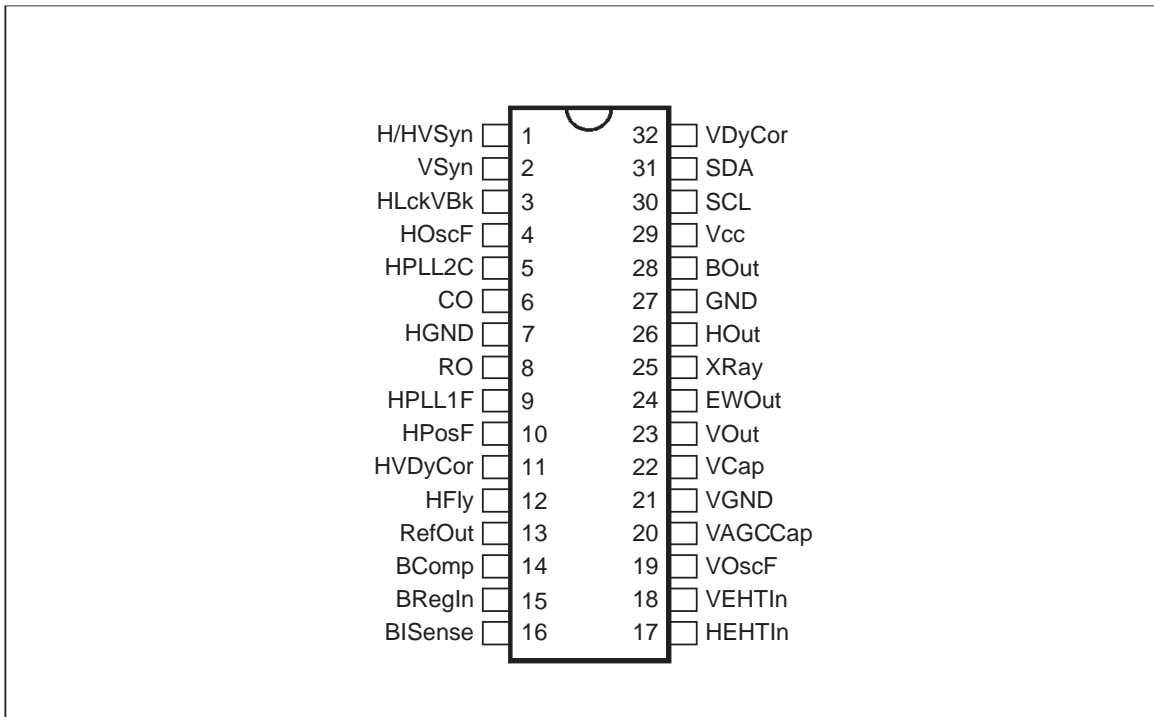 H/HVSyn 1 32 VDyCor
VSyn 2 31 SDA
HLckVBk 3 30 SCL
HOscF 4 29 Vcc
HPLL2C 5 28 BOut
CO 6 27 GND
HGND 7 26 HOut
RO 8 25 XRay
HPLL1F 9 24 EWOut
HPosF 10 23 VOut
HVDyCor 11 22 VCap
HFly 12 21 VGND
RefOut 13 20 VAGCCap
BComp 14 19 VOscF
BRegIn 15 18 VEHTIn
BISense 16 17 HEHTIn